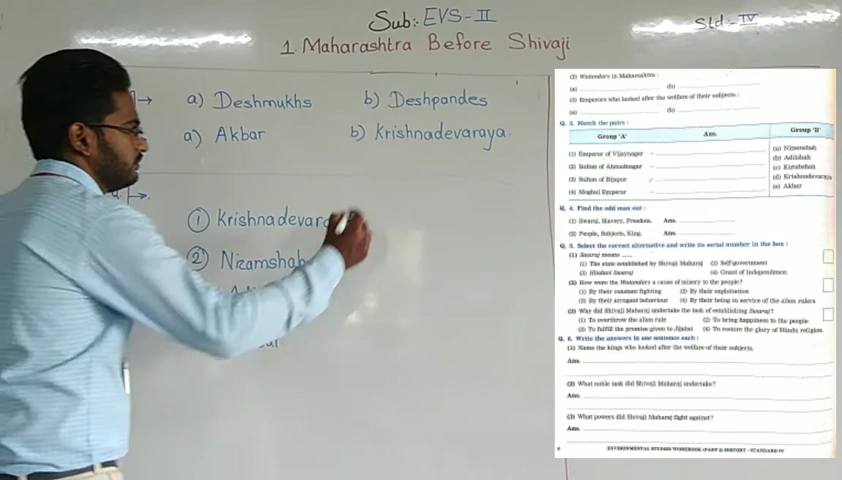 Sub:- EVS-II
Std:- IV
1. Maharashtra Before Shivaji
a) Deshmukhs b) Deshpandes
a) Akbar b) Krishnadevaraya.
① Krishnadevara
② Nizamshah
(2) Watandars in Maharashtra :
(a) (b)
(3) Emperors who looked after the welfare of their subjects :
(a) (b)
Q. 3. Match the pairs :
Group 'A' Ans. Group 'B'
(1) Emperor of Vijaynagar - (a) Nizamshah
(2) Sultan of Ahmadnagar - (b) Adilshah
(3) Sultan of Bijapur - (c) Kutubshah
(4) Moghul Emperor - (d) Krishnadevaraya
(e) Akbar
Q. 4. Find the odd man out :
(1) Swaraj, Slavery, Freedom. Ans.
(2) People, Subjects, King. Ans.
Q. 5. Select the correct alternative and write its serial number in the box :
(1) Swaraj means ......
(1) The state established by Shivaji Maharaj (2) Self-government
(3) Hindavi Swaraj (4) Grant of Independence.
(2) How were the Watandars a cause of misery to the people?
(1) By their constant fighting (2) By their exploitation
(3) By their arrogant behaviour (4) By their being in service of the alien rulers
(3) Why did Shivaji Maharaj undertake the task of establishing Swaraj?
(1) To overthrow the alien rule (2) To bring happiness to the people
(3) To fulfil the promise given to Jijabai (4) To restore the glory of Hindu religion.
Q. 6. Write the answers in one sentence each :
(1) Name the kings who looked after the welfare of their subjects.
Ans.
(2) What noble task did Shivaji Maharaj undertake?
Ans.
(3) What powers did Shivaji Maharaj fight against?
Ans.
ENVIRONMENTAL STUDIES WORKBOOK (PART 2) HISTORY : STANDARD IV